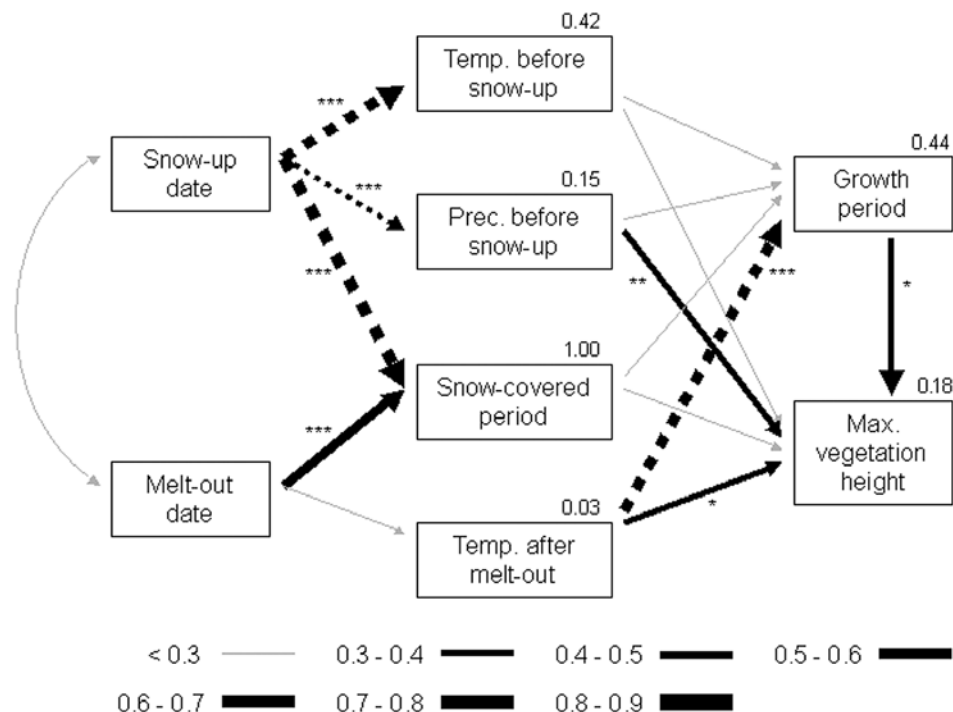 0.42
Temp. before
snow-up
***
Snow-up
date
***
0.15
Prec. before
snow-up
***
0.44
Growth
period
***
**
*
1.00
Snow-covered
period
***
0.18
Max.
vegetation
height
Melt-out
date
0.03
Temp. after
melt-out
*
< 0.3
0.3 - 0.4
0.4 - 0.5
0.5 - 0.6
0.6 - 0.7
0.7 - 0.8
0.8 - 0.9